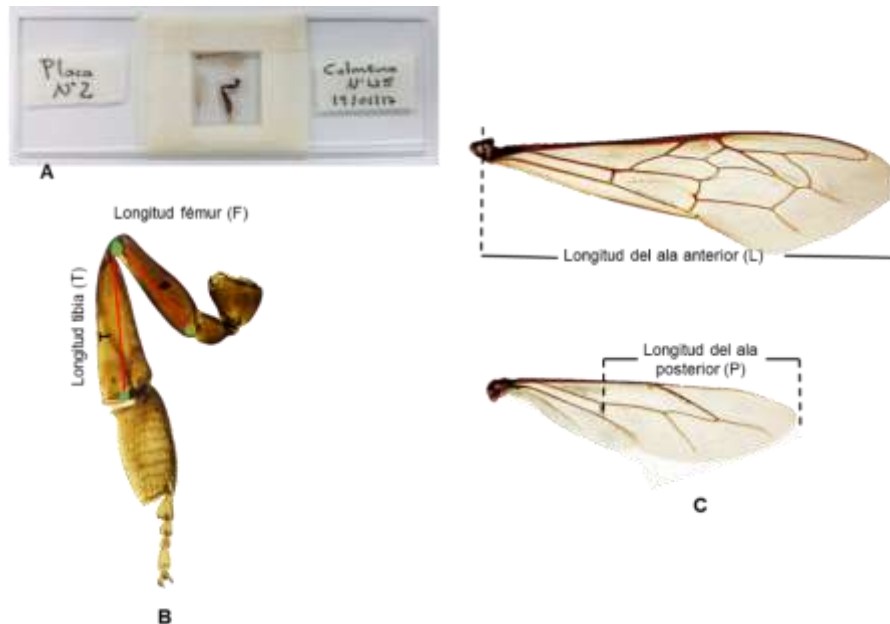 Placa
N°2
Colmena
A
Longitud fémur (F)
Longitud tibia (T)
B
Longitud del ala anterior (L)
Longitud del ala
posterior (P)
C